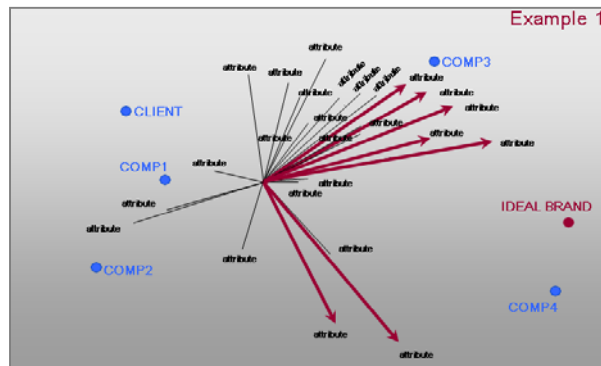 Example 1
attribute
COMP3
attribute
attribute
attribute
attribute
attribute
attribute
attribute
attribute
attribute
CLIENT
attribute
attribute
attribute
attribute
attribute
attribute
COMP1
attribute
attribute
attribute
IDEAL BRAND
attribute
attribute
attribute
COMP2
COMP4
attribute
attribute